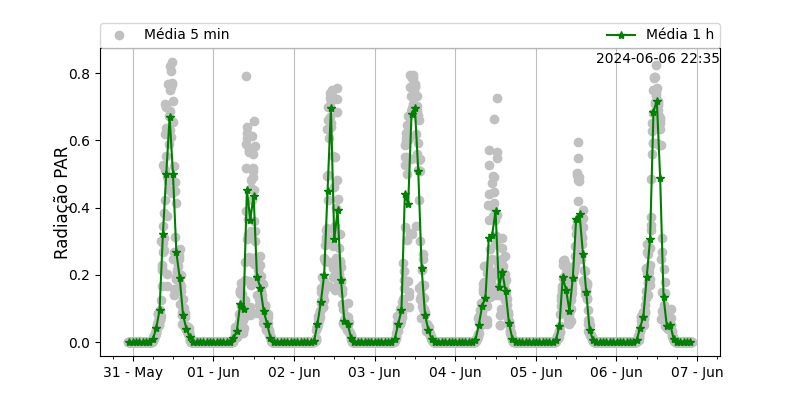 Média 5 min
Média 1 h
2024-06-06 22:35
Radiação PAR
0.8
0.6
0.4
0.2
0.0
31 - May
01 - Jun
02 - Jun
03 - Jun
04 - Jun
05 - Jun
06 - Jun
07 - Jun